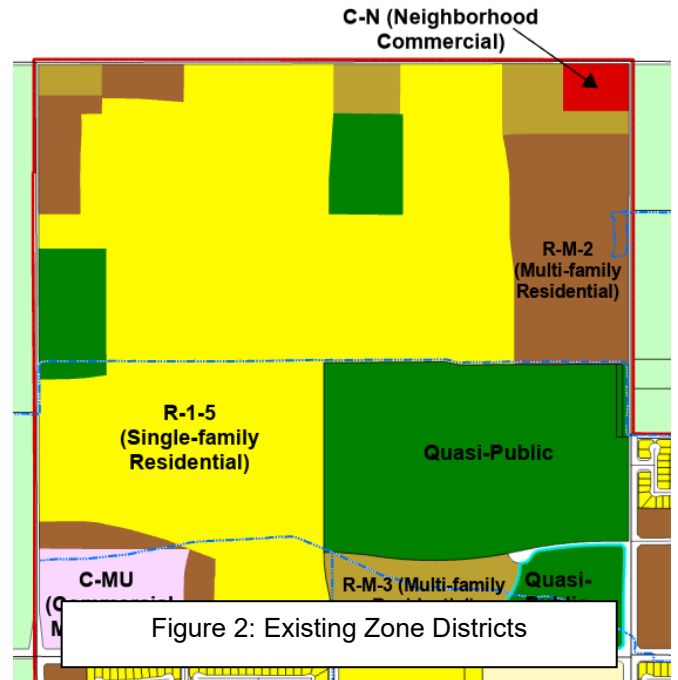 C-N (Neighborhood
Commercial)
R-M-2
(Multi-family
Residential)
R-1-5
(Single-family
Residential)
Quasi-Public
C-MU
R-M-3 (Multi-family
Quasi-
Figure 2: Existing Zone Districts